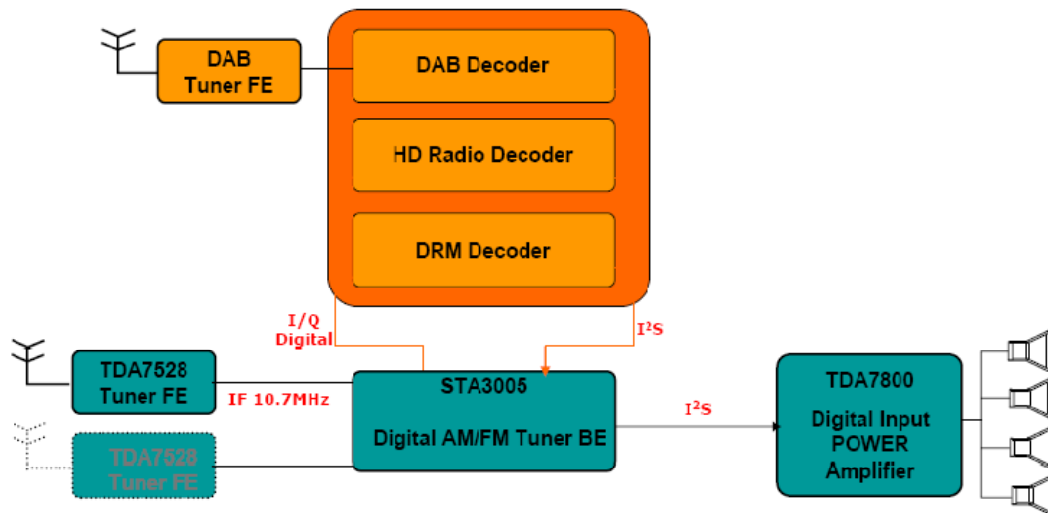 DAB
Tuner FE
DAB Decoder
HD Radio Decoder
DRM Decoder
I/Q
Digital
I²S
TDA7528
Tuner FE
IF 10.7MHz
STA3005
Digital AM/FM Tuner BE
I²S
TDA7800
Digital Input
POWER
Amplifier
TDA7528
Tuner FE